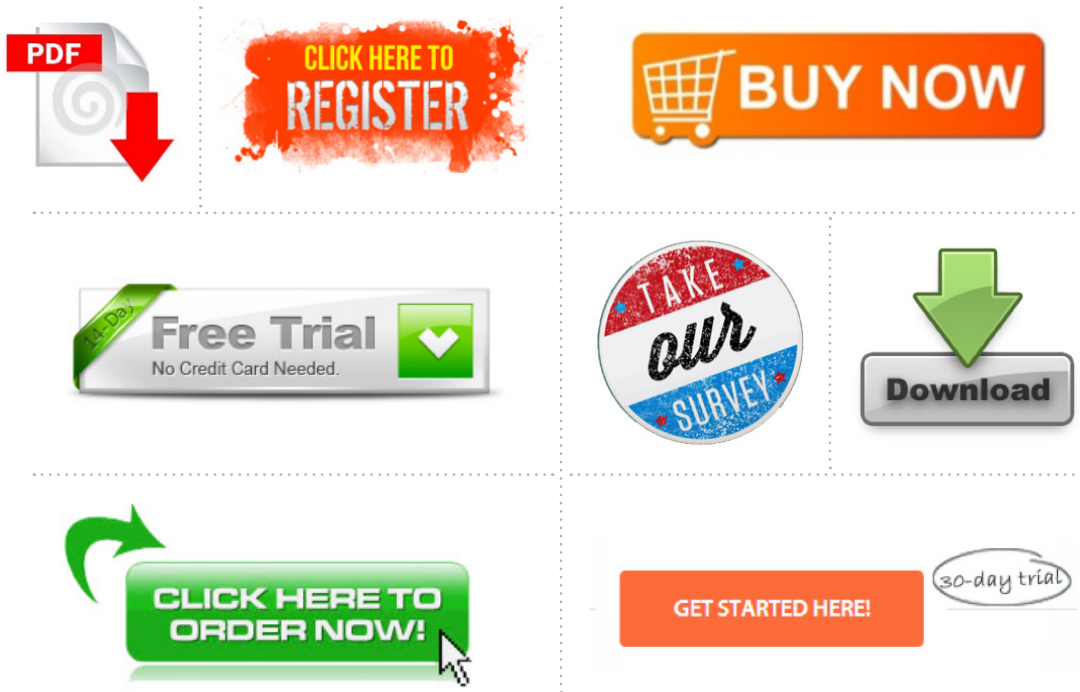 PDF
CLICK HERE TO
REGISTER
BUY NOW
14-Day
Free Trial
No Credit Card Needed.
TAKE
our
SURVEY
Download
CLICK HERE TO
ORDER NOW!
GET STARTED HERE!
30-day trial